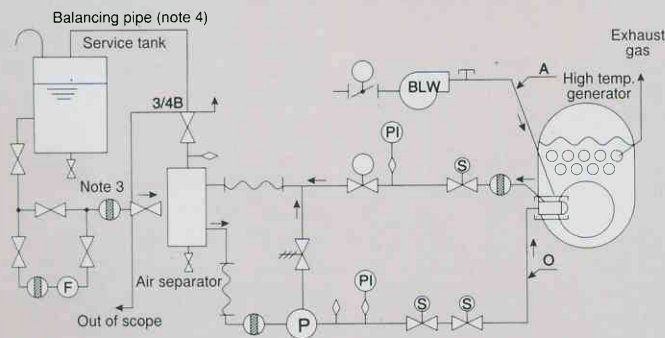 Balancing pipe (note 4)
Service tank
Exhaust
gas
3/4B
BLW
A
High temp.
generator
PI
S
Note 3
F
Air separator
Out of scope
PI
S
S
O
P